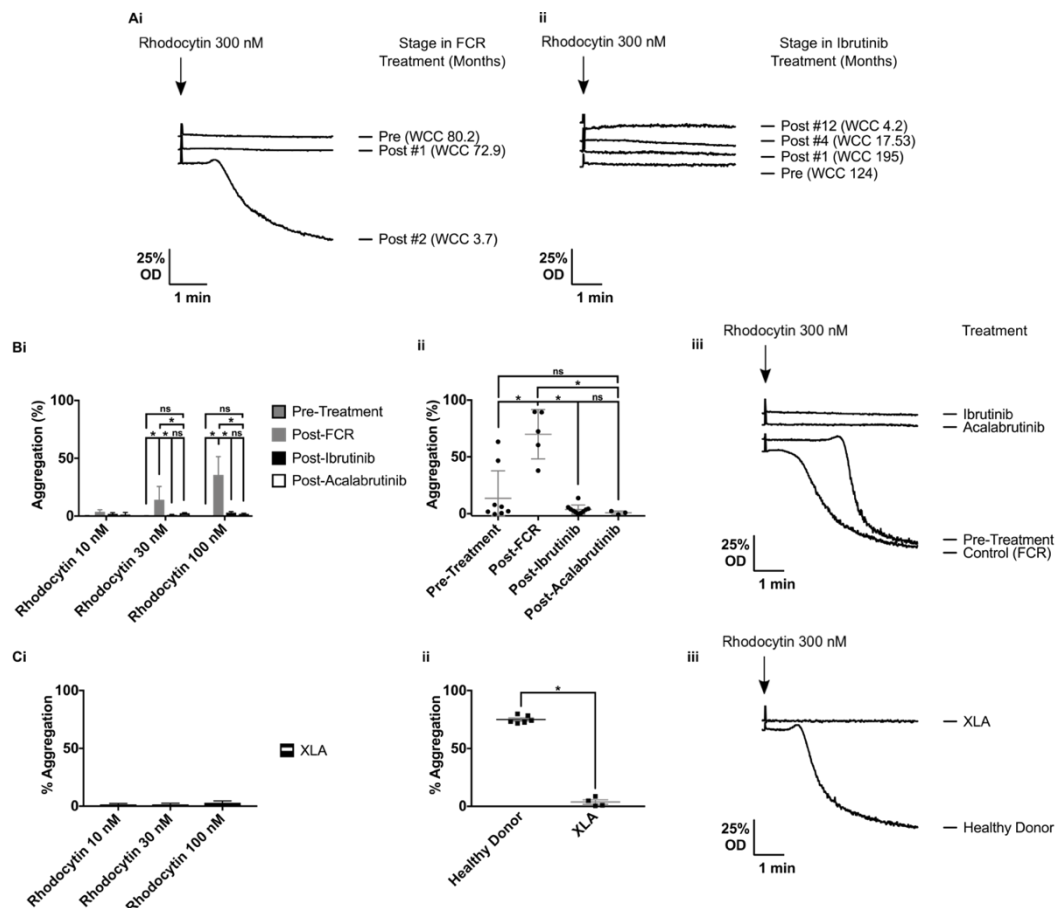 Ai
Rhodocytin 300 nM
Stage in FCR
Treatment (Months)
Pre (WCC 80.2)
Post #1 (WCC 72.9)
Post #2 (WCC 3.7)
25%
OD
1 min
ii
Rhodocytin 300 nM
Stage in Ibrutinib
Treatment (Months)
Post #12 (WCC 4.2)
Post #4 (WCC 17.53)
Post #1 (WCC 195)
Pre (WCC 124)
25%
OD
1 min
Bi
Aggregation (%)
100
50
0
ns
*
* * ns
ns
*
* * ns
Rhodocytin 10 nM
Rhodocytin 30 nM
Rhodocytin 100 nM
Pre-Treatment
Post-FCR
Post-Ibrutinib
Post-Acalabrutinib
ii
Aggregation (%)
100
50
0
ns
*
* * ns
Pre-Treatment
Post-FCR
Post-Ibrutinib
Post-Acalabrutinib
iii
Rhodocytin 300 nM
Treatment
Ibrutinib
Acalabrutinib
Pre-Treatment
Control (FCR)
25%
OD
1 min
Ci
% Aggregation
100
50
0
Rhodocytin 10 nM
Rhodocytin 30 nM
Rhodocytin 100 nM
XLA
ii
% Aggregation
100
50
0
*
Healthy Donor
XLA
iii
Rhodocytin 300 nM
XLA
Healthy Donor
25%
OD
1 min